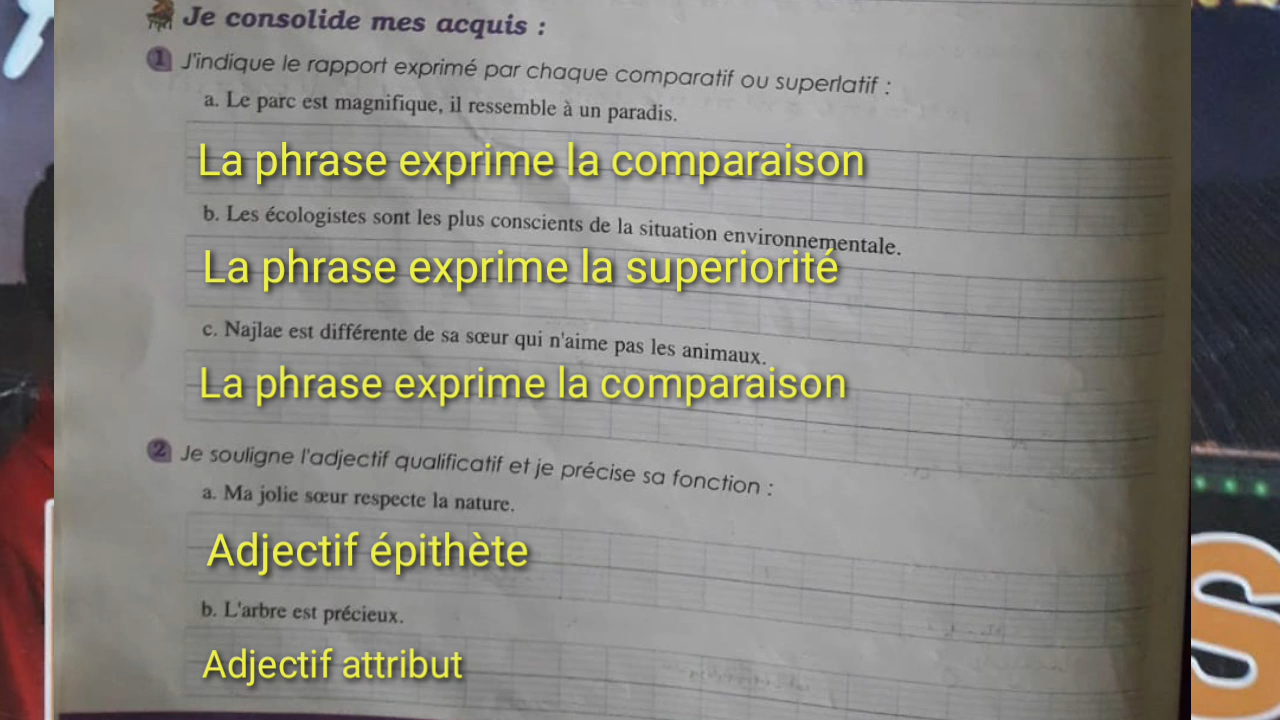 Je consolide mes acquis :
1 J'indique le rapport exprimé par chaque comparatif ou superlatif :
a. Le parc est magnifique, il ressemble à un paradis.
La phrase exprime la comparaison
b. Les écologistes sont les plus conscients de la situation environnementale.
La phrase exprime la superiorité
c. Najlae est différente de sa sœur qui n'aime pas les animaux.
La phrase exprime la comparaison
2 Je souligne l'adjectif qualificatif et je précise sa fonction :
a. Ma jolie sœur respecte la nature.
Adjectif épithète
b. L'arbre est précieux.
Adjectif attribut
S